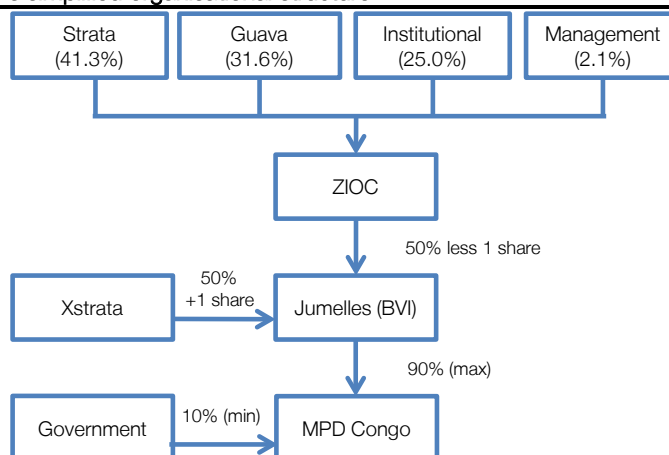 Strata
(41.3%)
Guava
(31.6%)
Institutional
(25.0%)
Management
(2.1%)
ZIOC
50% less 1 share
50%
+1 share
Xstrata
Jumelles (BVI)
90% (max)
10% (min)
Government
MPD Congo